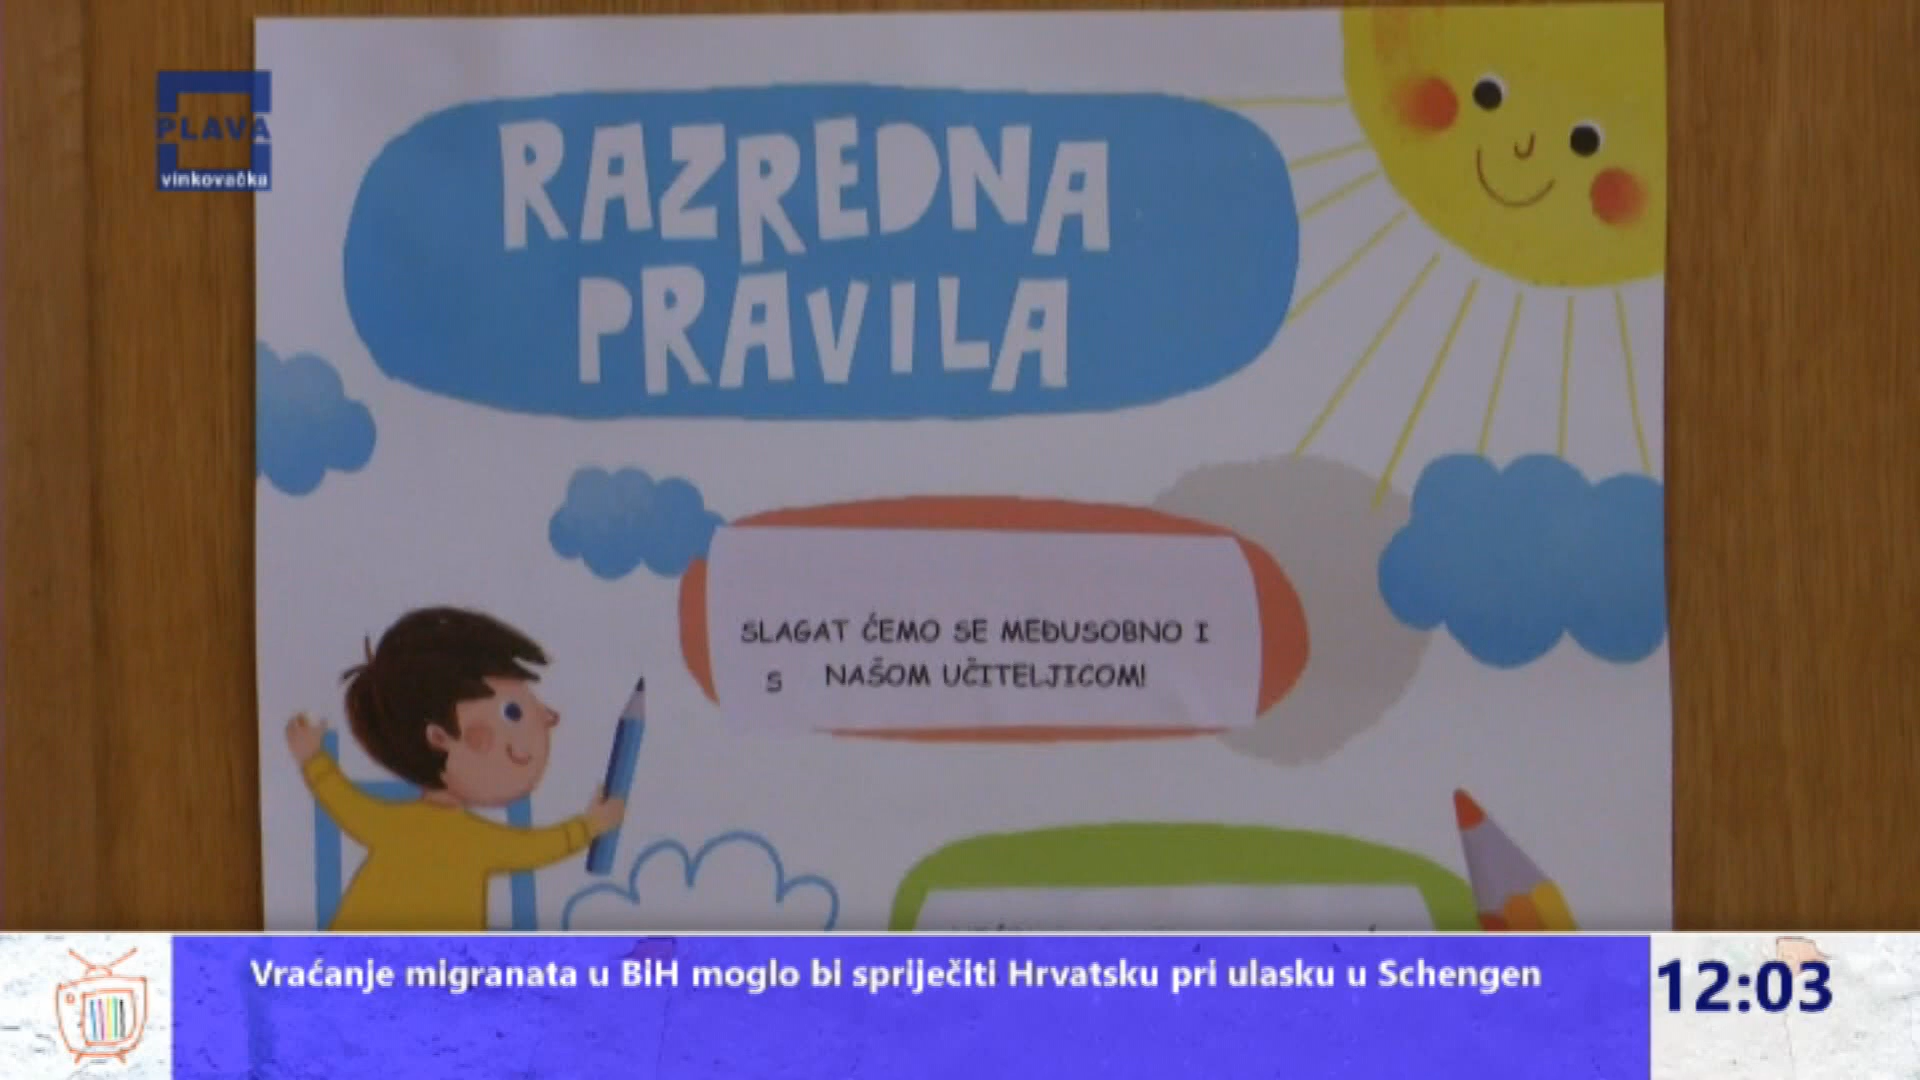 PLAVA
vinkovačka
RAZREDNA
PRAVILA
SLAGAT ĆEMO SE MEĐUSOBNO I
S NAŠOM UČITELJICOM!
Vraćanje migranata u BiH moglo bi spriječiti Hrvatsku pri ulasku u Schengen
12:03